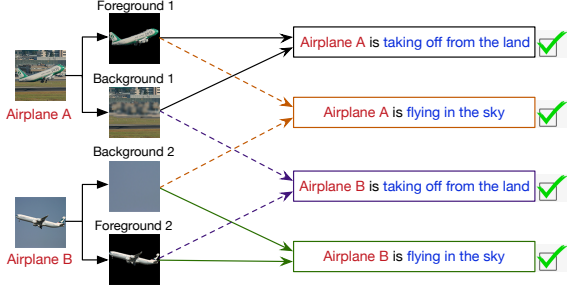 Foreground 1
Airplane A is taking off from the land
Background 1
Airplane A
Airplane A is flying in the sky
Background 2
Airplane B is taking off from the land
Foreground 2
Airplane B
Airplane B is flying in the sky